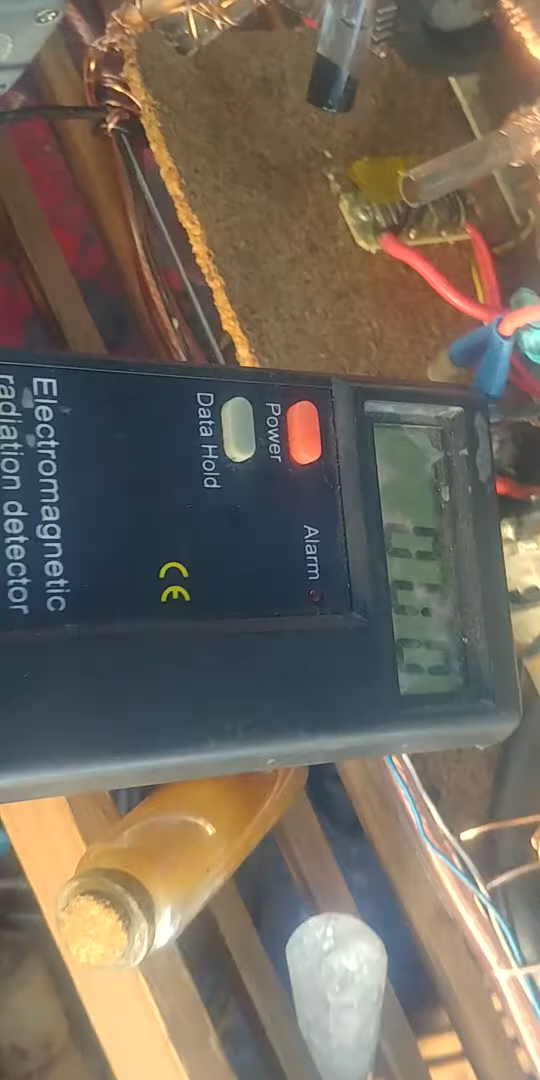 Alarm
Power
Data Hold
CE
Electromagnetic
radiation detector